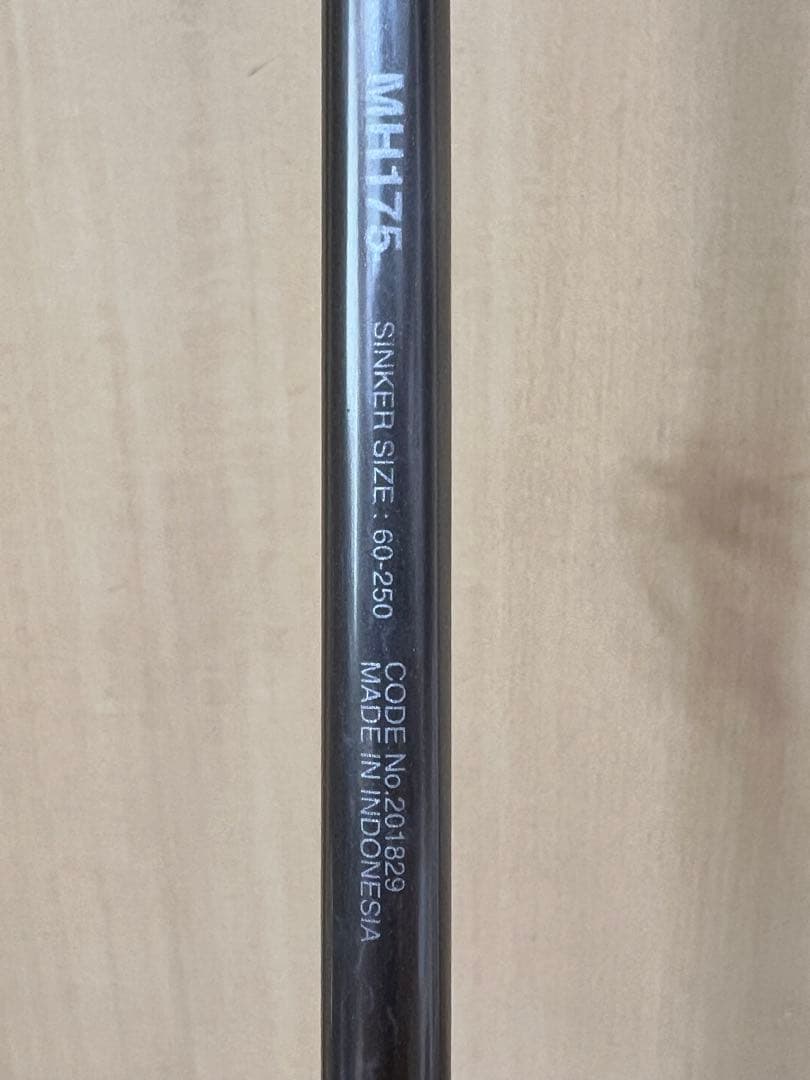 MH175
SINKER SIZE : 60-250
CODE No.201829
MADE IN INDONESIA